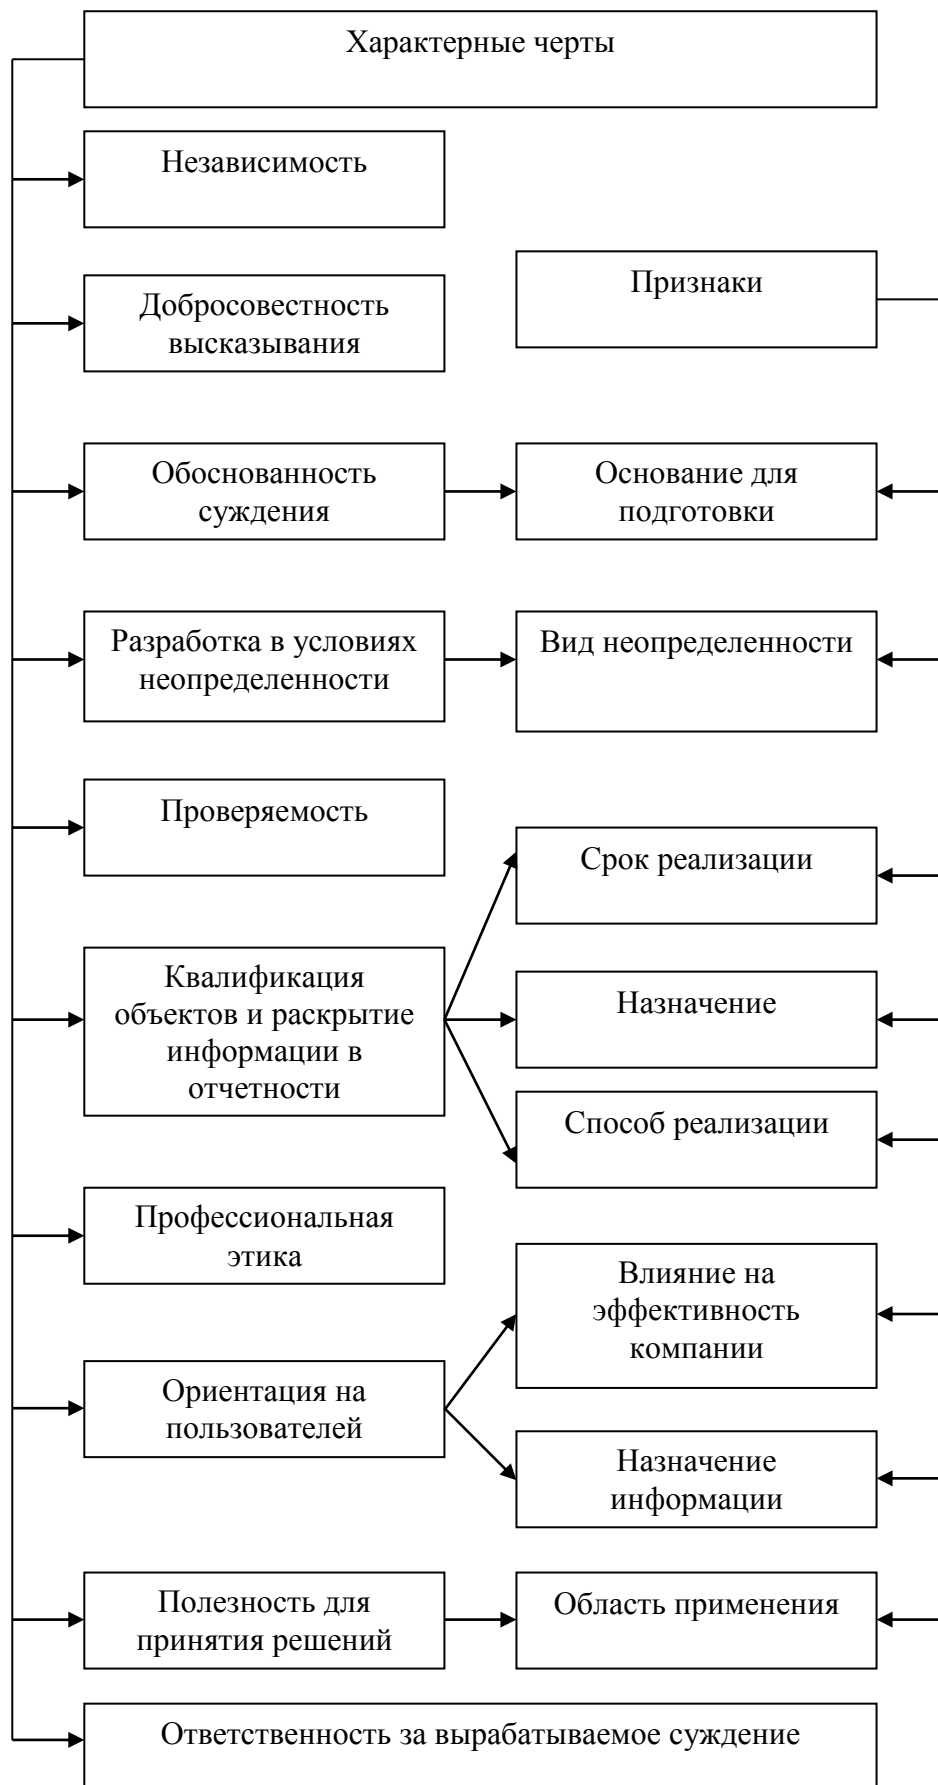 Характерные черты
Независимость
Признаки
Добросовестность
высказывания
Обоснованность
суждения
Основание для
подготовки
Разработка в условиях
неопределенности
Вид неопределенности
Проверяемость
Срок реализации
Квалификация
объектов и раскрытие
информации в
отчетности
Назначение
Способ реализации
Профессиональная
этика
Влияние на
эффективность
компании
Ориентация на
пользователей
Назначение
информации
Полезность для
принятия решений
Область применения
Ответственность за вырабатываемое суждение